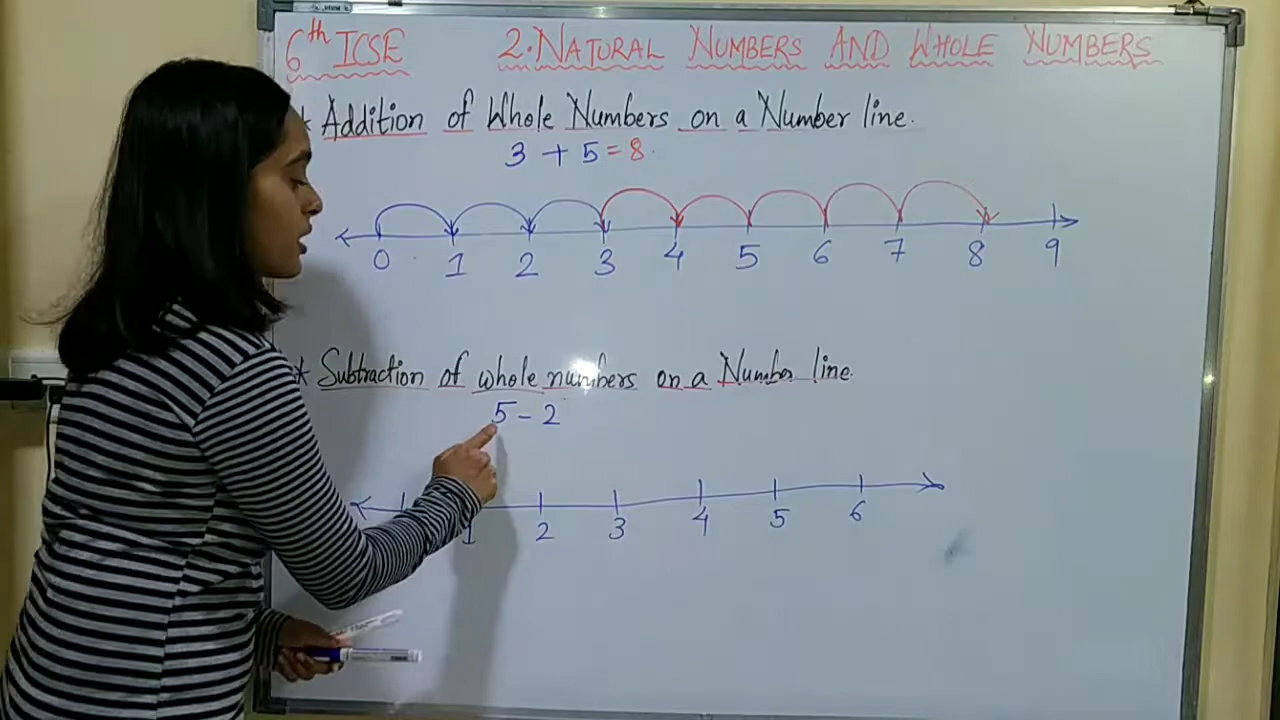 6th ICSE 2. NATURAL NUMBERS AND WHOLE NUMBERS
* Addition of Whole Numbers on a Number line.
3 + 5 = 8.
0 1 2 3 4 5 6 7 8 9
* Subtraction of whole numbers on a Number line.
5 - 2
1 2 3 4 5 6